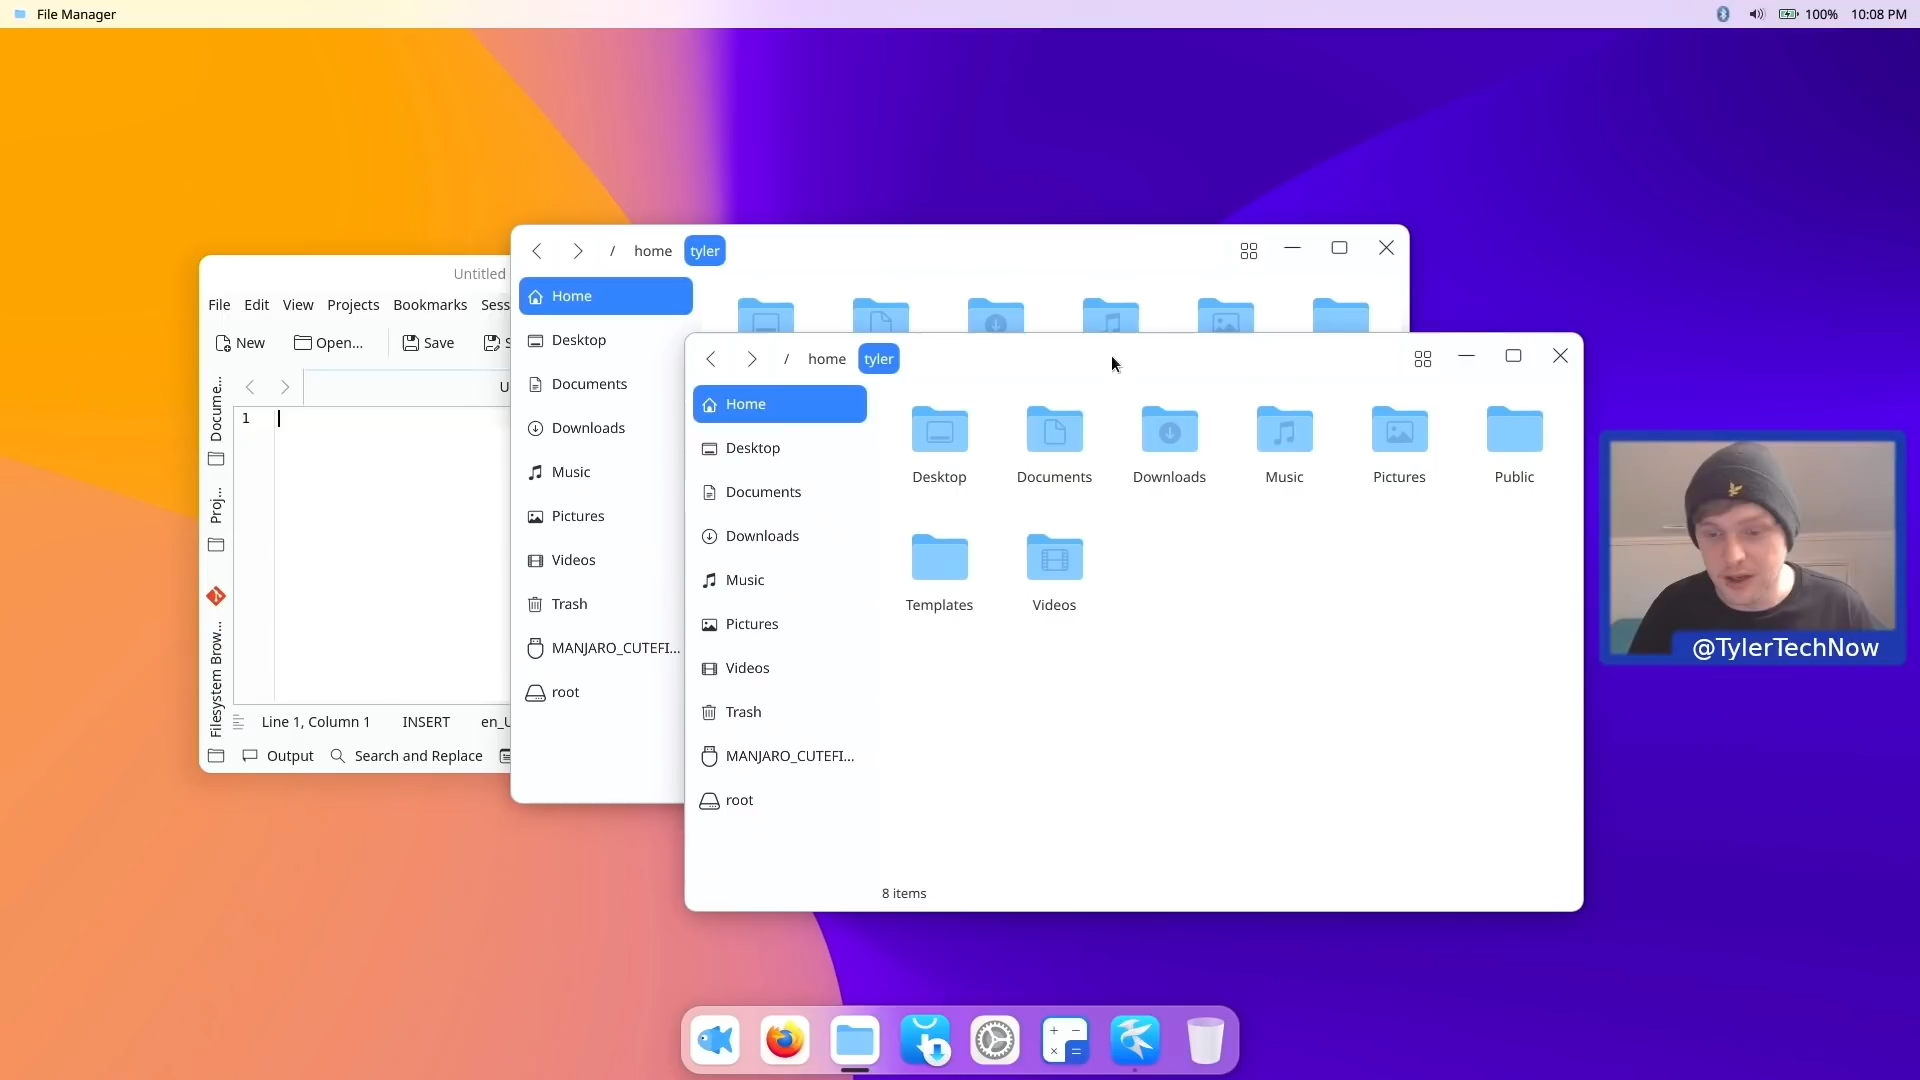 File Manager
100%
10:08 PM
/ home tyler
Home
Desktop
Documents
Downloads
Music
Pictures
Videos
Trash
MANJARO_CUTEFI...
root
Untitled
File Edit View Projects Bookmarks Sess
New Open... Save S
Docume...
Proj...
Filesystem Brow...
U
1
Line 1, Column 1 INSERT en_U
Output Search and Replace
/ home tyler
Home
Desktop
Documents
Downloads
Music
Pictures
Videos
Trash
MANJARO_CUTEFI...
root
Desktop Documents Downloads Music Pictures Public
Templates Videos
8 items
@TylerTechNow